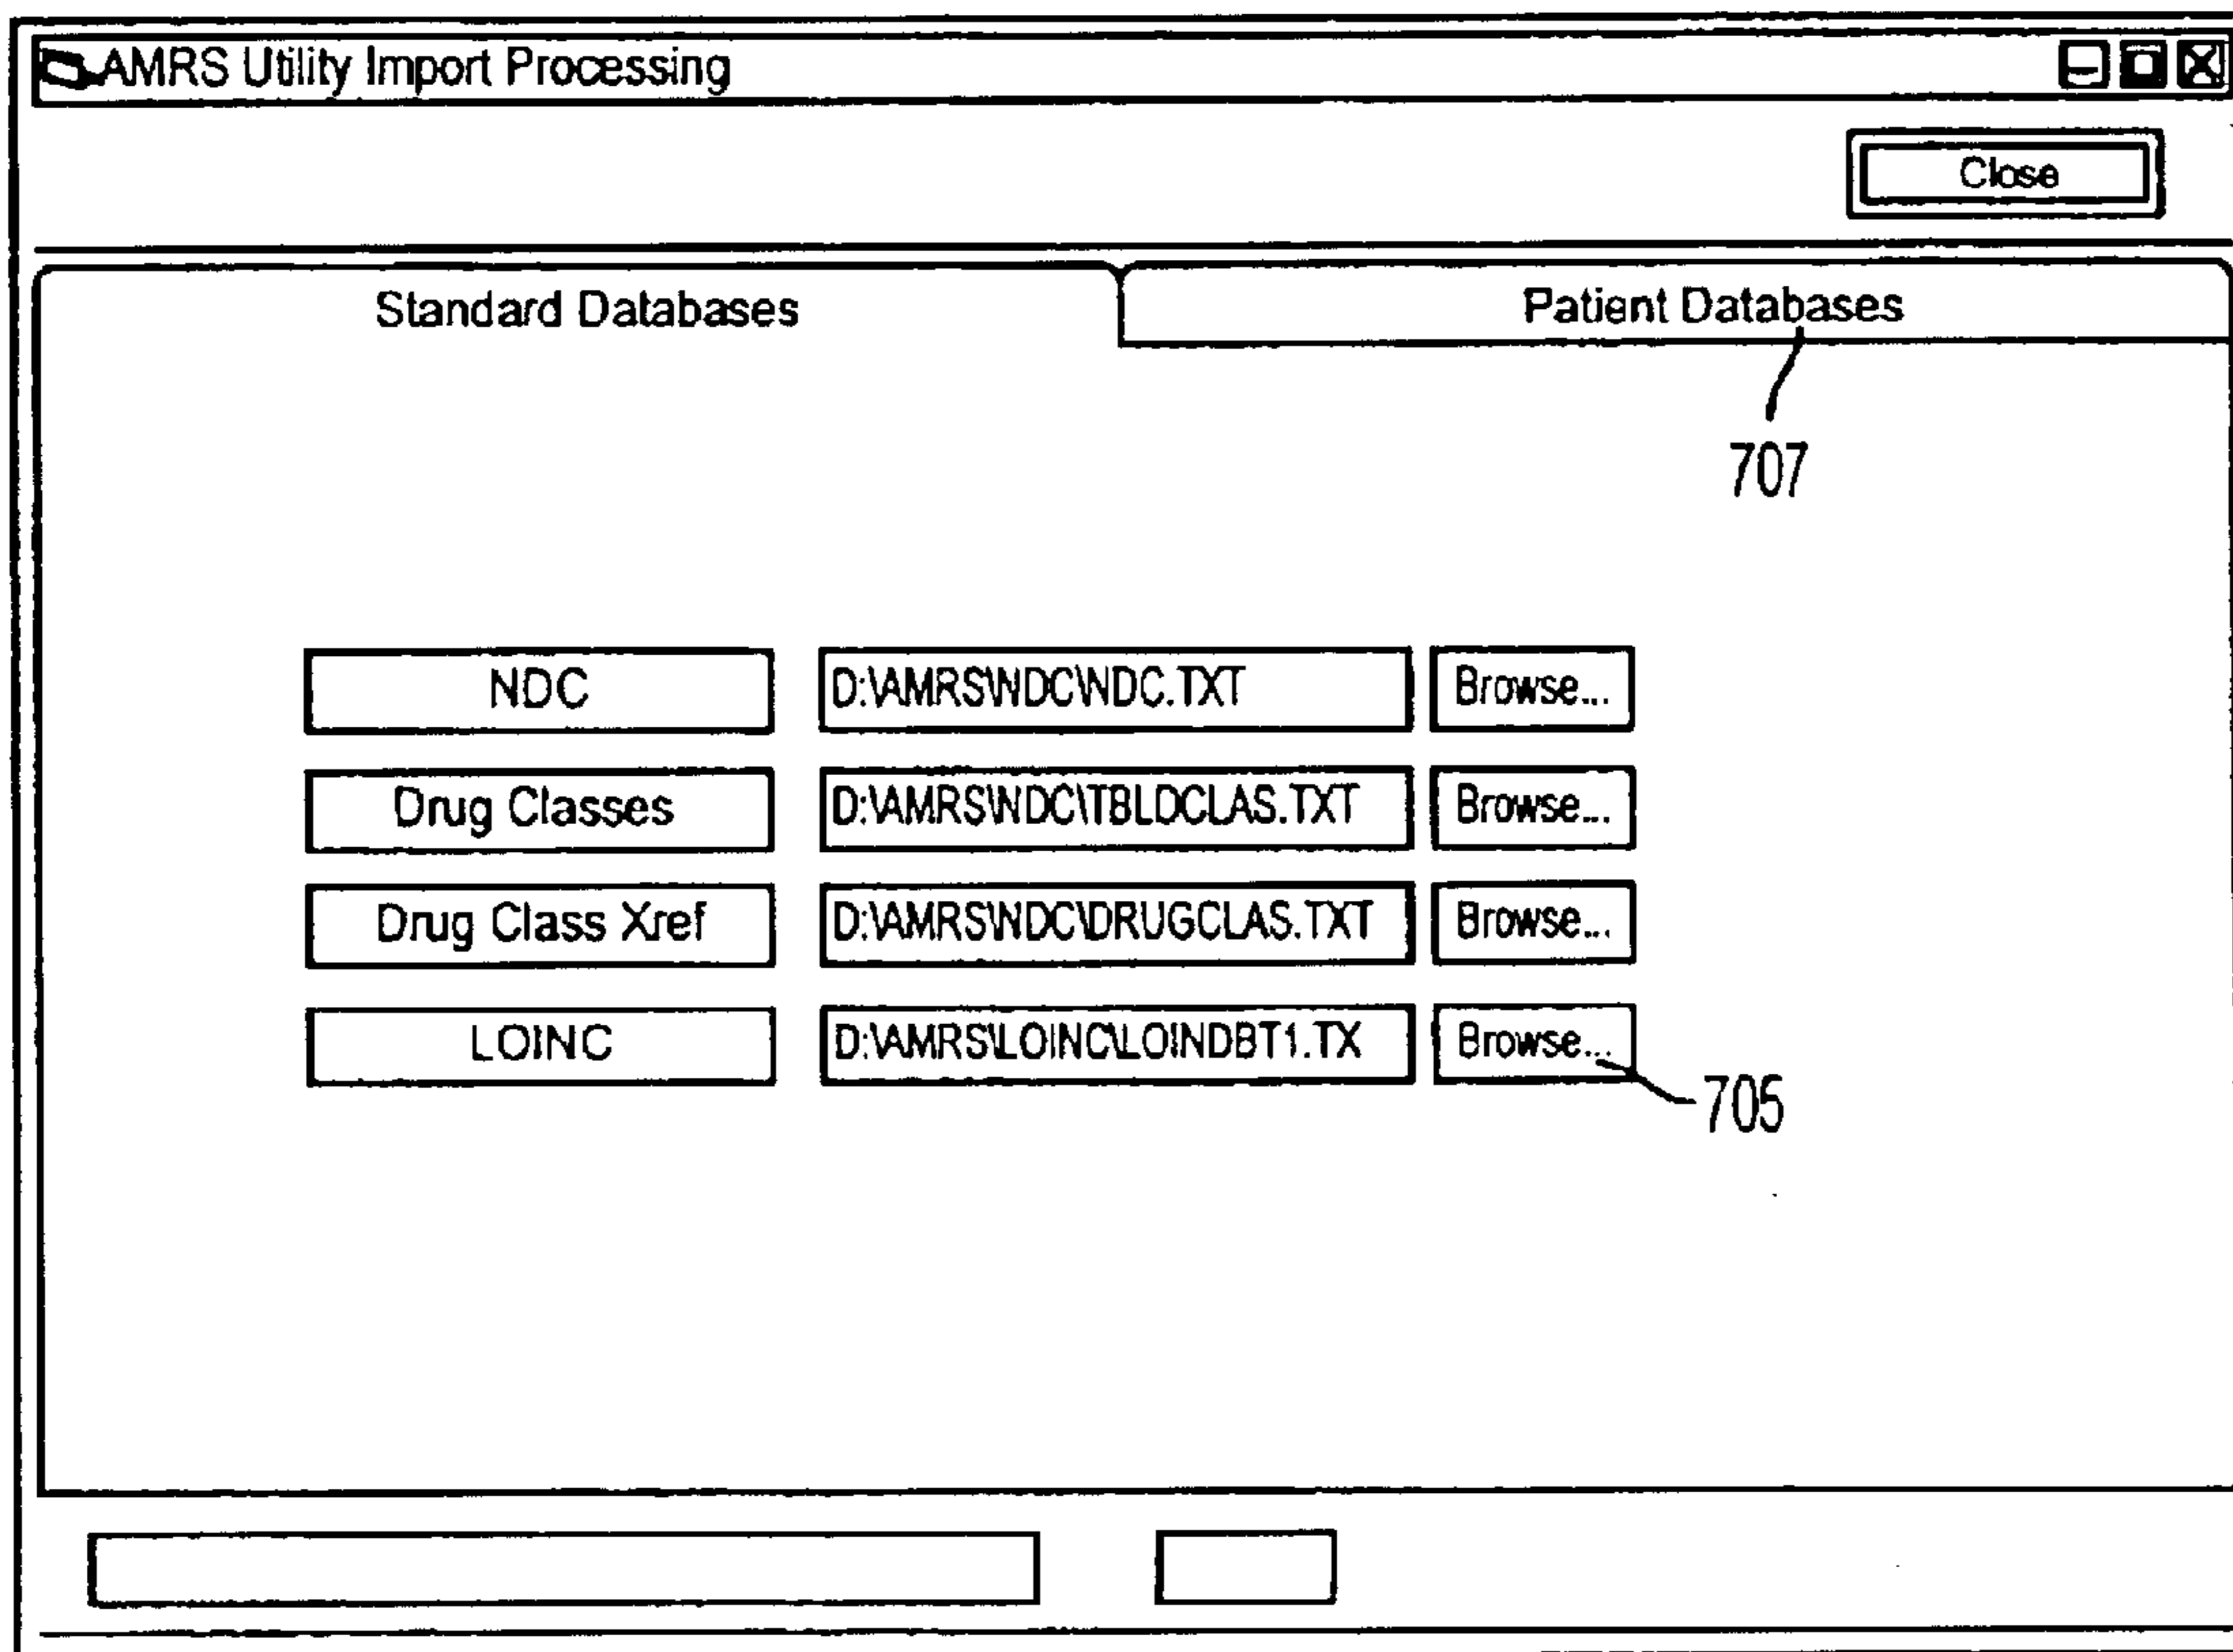 AMRS Utility Import Processing
Close
Standard Databases Patient Databases
707
NDC D:\AMRS\NDC\NDC.TXT Browse...
Drug Classes D:\AMRS\NDC\TBLDCLAS.TXT Browse...
Drug Class Xref D:\AMRS\NDC\DRUGCLAS.TXT Browse...
LOINC D:\AMRS\LOINC\LOINDBT1.TX Browse...
705